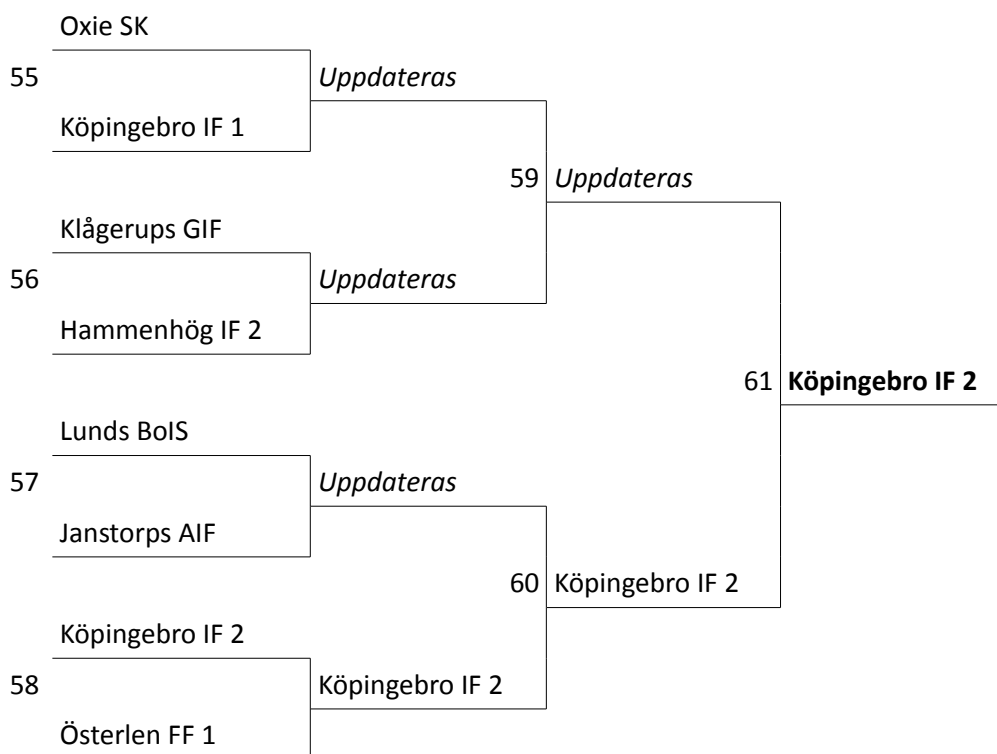 Oxie SK
55 Uppdateras
Köpingebro IF 1
59 Uppdateras
Klågerups GIF
56 Uppdateras
Hammenhög IF 2
61 Köpingebro IF 2
Lunds BoIS
57 Uppdateras
Janstorps AIF
60 Köpingebro IF 2
Köpingebro IF 2
58 Köpingebro IF 2
Österlen FF 1